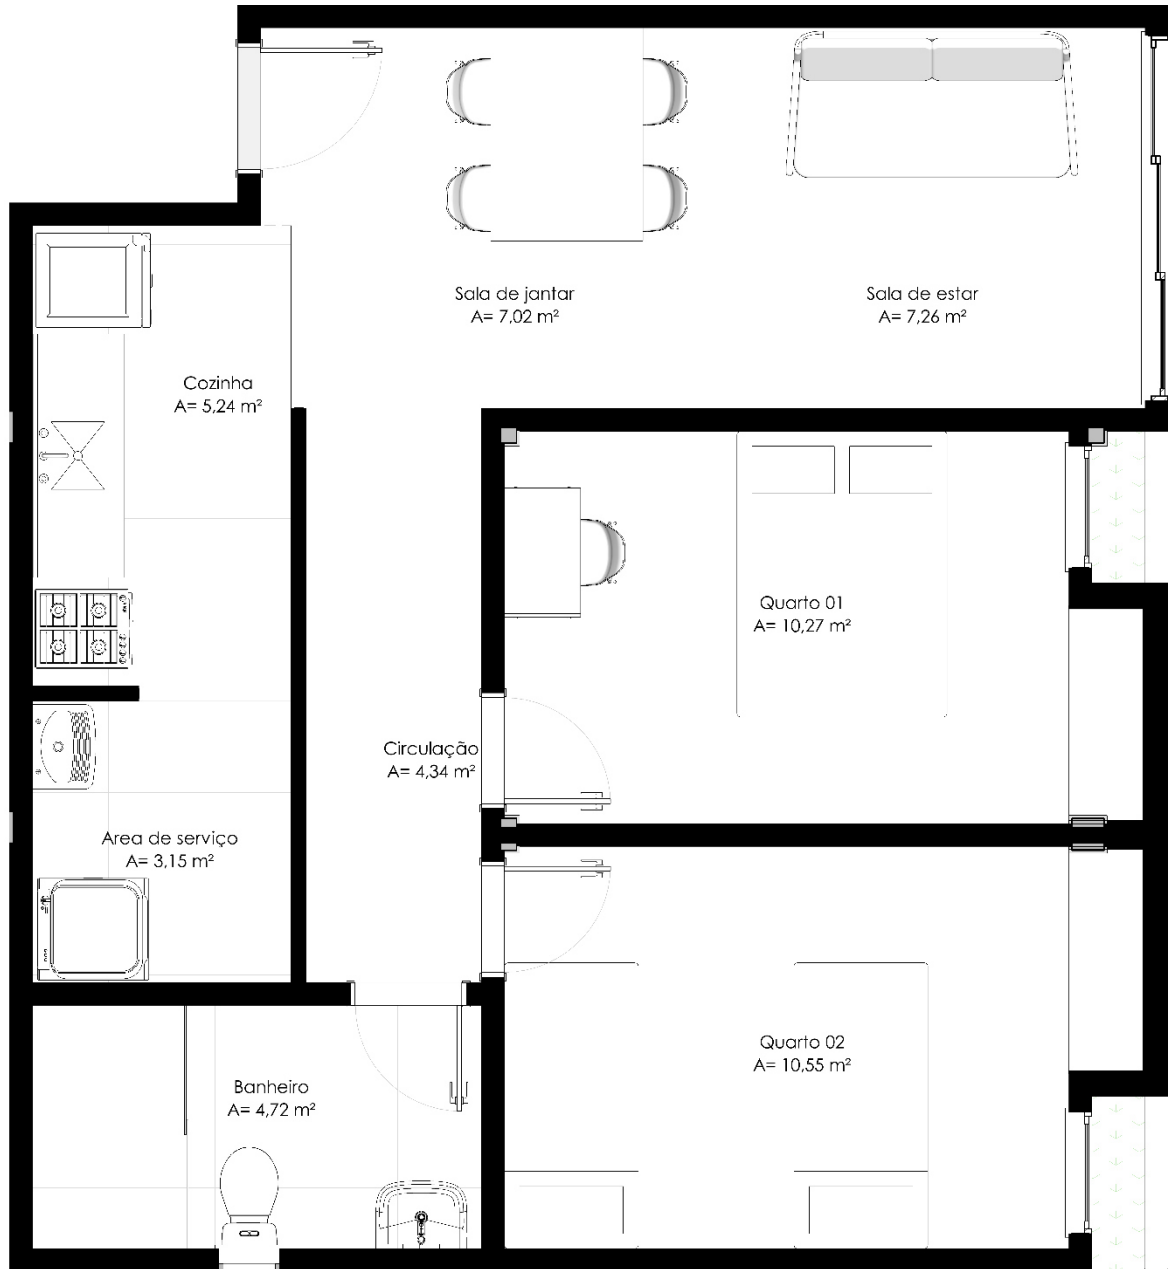 Sala de jantar
A= 7,02 m²
Sala de estar
A= 7,26 m²
Cozinha
A= 5,24 m²
Quarto 01
A= 10,27 m²
Circulação
A= 4,34 m²
Area de serviço
A= 3,15 m²
Quarto 02
A= 10,55 m²
Banheiro
A= 4,72 m²